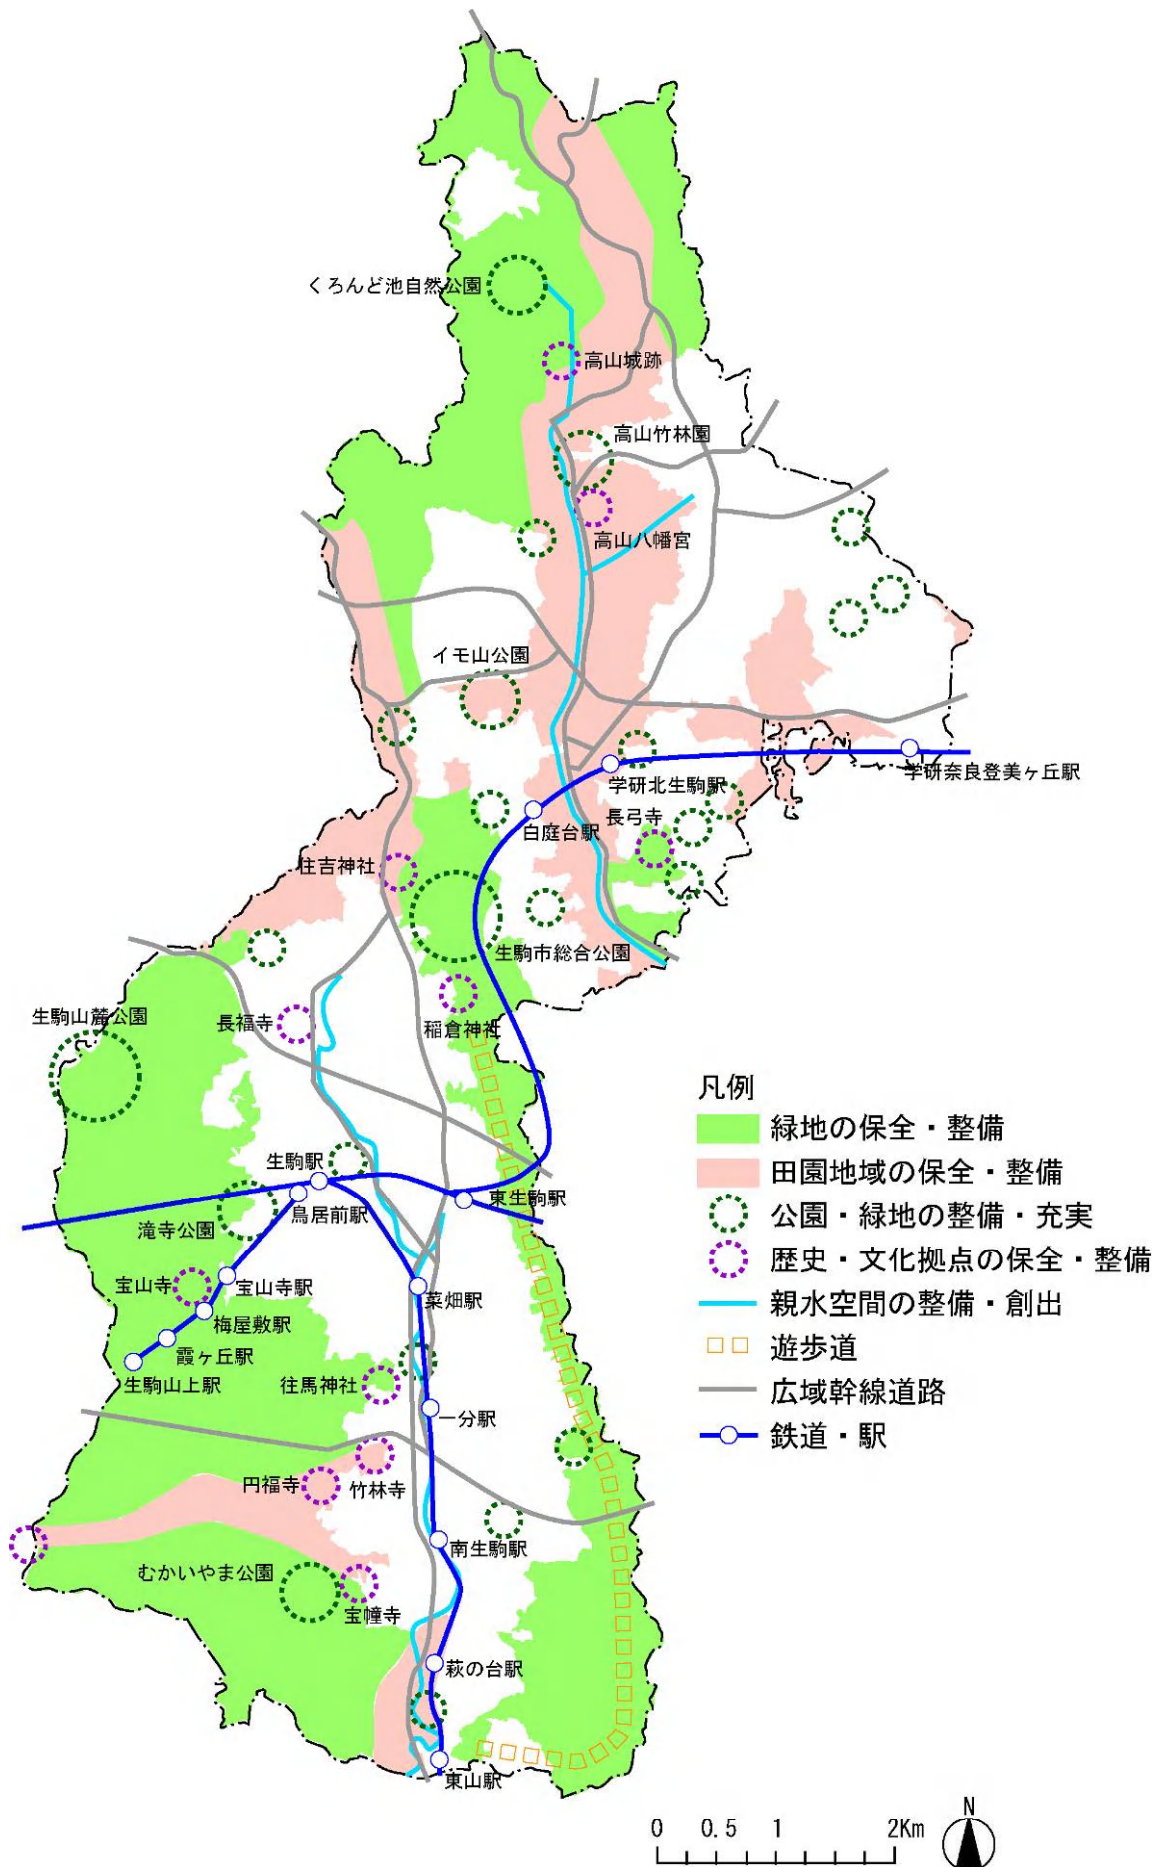 くろんど池自然公園
高山城跡
高山竹林園
高山八幡宮
イモ山公園
学研奈良登美ヶ丘駅
学研北生駒駅
長弓寺
白庭台駅
住吉神社
生駒市総合公園
生駒山麓公園
長福寺
稲倉神社
生駒駅
東生駒駅
鳥居前駅
滝寺公園
宝山寺
宝山寺駅
菜畑駅
梅屋敷駅
霞ヶ丘駅
生駒山上駅
往馬神社
一分駅
円福寺
竹林寺
南生駒駅
むかいやま公園
宝幢寺
萩の台駅
東山駅
凡例
緑地の保全・整備
田園地域の保全・整備
公園・緑地の整備・充実
歴史・文化拠点の保全・整備
親水空間の整備・創出
遊歩道
広域幹線道路
鉄道・駅
0 0.5 1 2Km
N